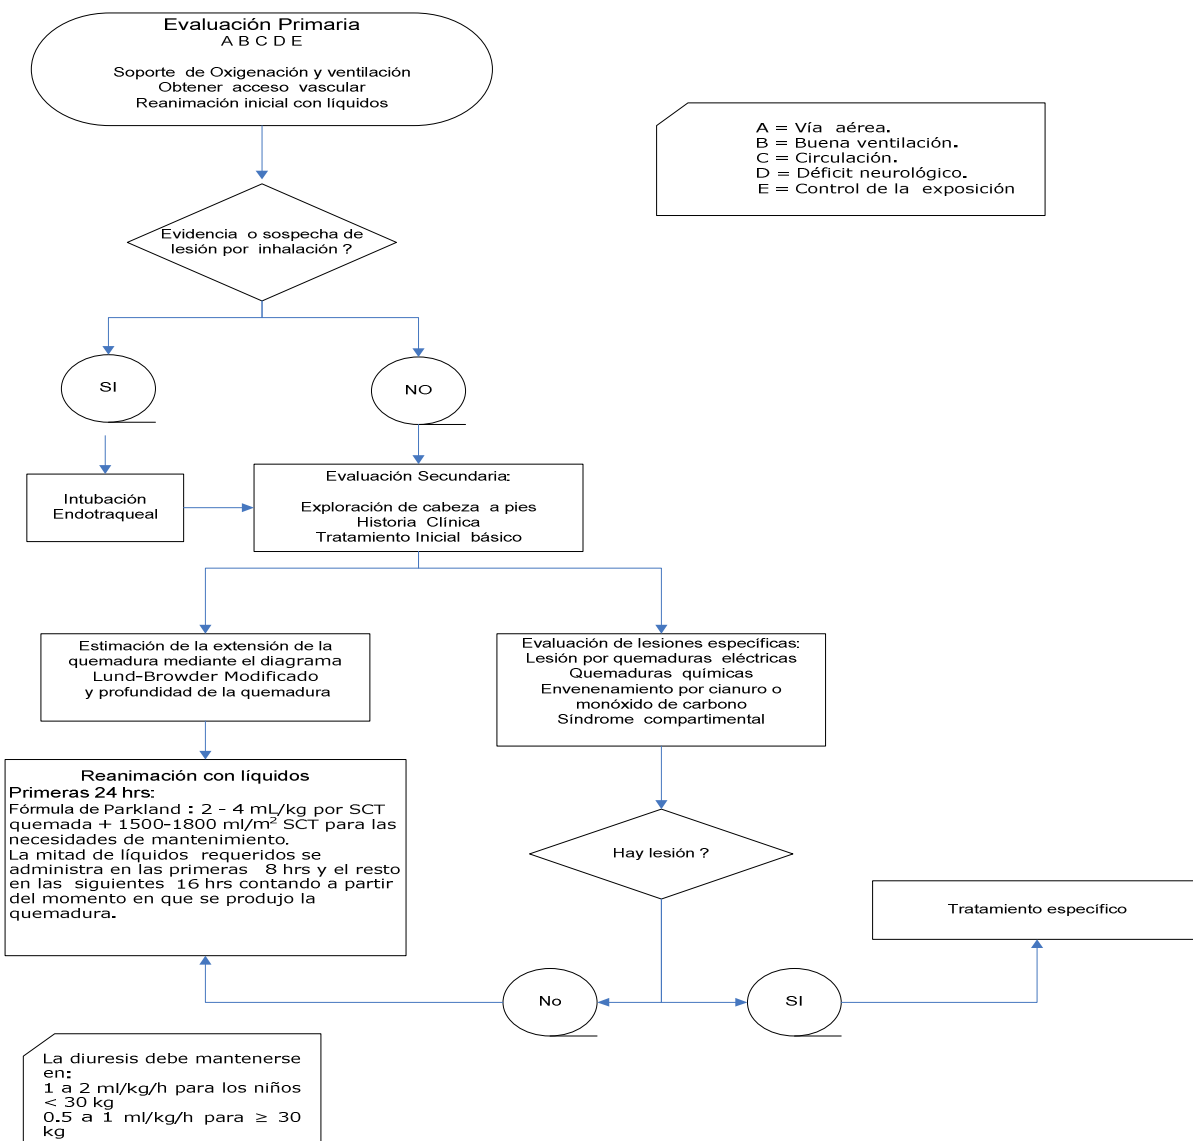 Evaluación Primaria
A B C D E
Soporte de Oxigenación y ventilación
Obtener acceso vascular
Reanimación inicial con líquidos
A = Vía aérea.
B = Buena ventilación.
C = Circulación.
D = Déficit neurológico.
E = Control de la exposición
Evidencia o sospecha de
lesión por inhalación ?
SI
NO
Intubación
Endotraqueal
Evaluación Secundaria:
Exploración de cabeza a pies
Historia Clínica
Tratamiento Inicial básico
Estimación de la extensión de la
quemadura mediante el diagrama
Lund-Browder Modificado
y profundidad de la quemadura
Evaluación de lesiones específicas:
Lesión por quemaduras eléctricas
Quemaduras químicas
Envenenamiento por cianuro o
monóxido de carbono
Síndrome compartimental
Reanimación con líquidos
Primeras 24 hrs:
Fórmula de Parkland : 2 - 4 mL/kg por SCT
quemada + 1500-1800 ml/m² SCT para las
necesidades de mantenimiento.
La mitad de líquidos requeridos se
administra en las primeras 8 hrs y el resto
en las siguientes 16 hrs contando a partir
del momento en que se produjo la
quemadura.
Hay lesión ?
Tratamiento específico
No
SI
La diuresis debe mantenerse
en:
1 a 2 ml/kg/h para los niños
< 30 kg
0.5 a 1 ml/kg/h para ≥ 30
kg